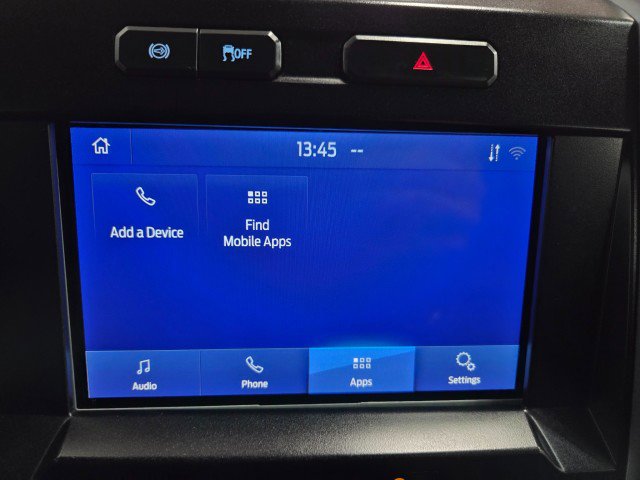 OFF
13:45 --
Add a Device
Find
Mobile Apps
Audio
Phone
Apps
Settings